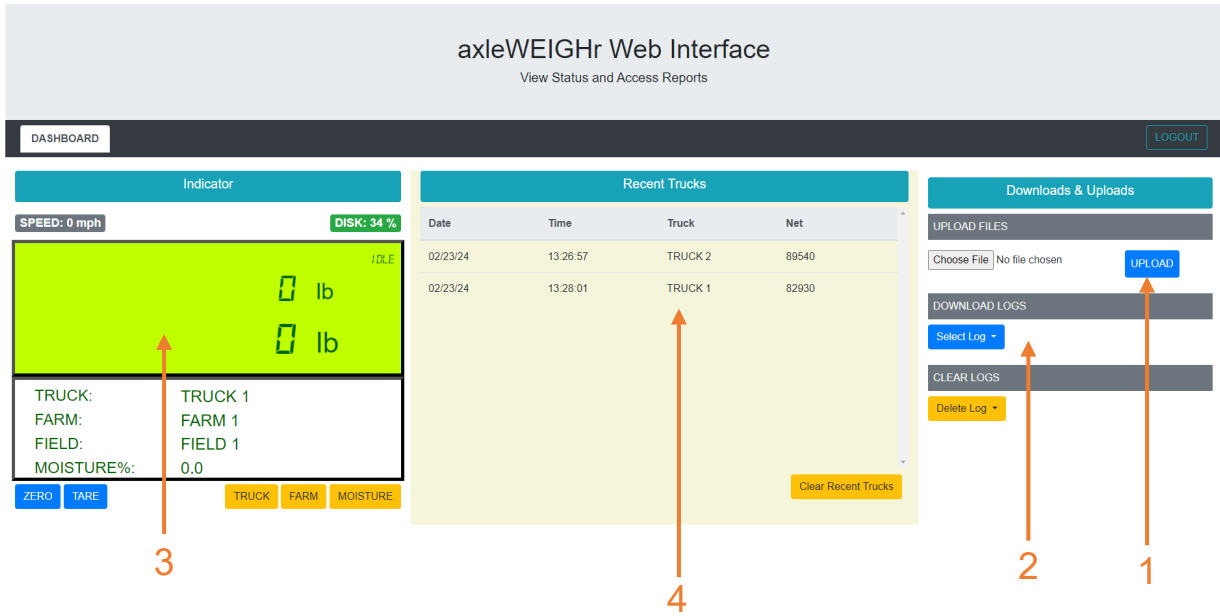 axleWEIGHr Web Interface
View Status and Access Reports
DASHBOARD
LOGOUT
Indicator
SPEED: 0 mph
DISK: 34 %
IDLE
0 lb
0 lb
TRUCK: TRUCK 1
FARM: FARM 1
FIELD: FIELD 1
MOISTURE%: 0.0
ZERO TARE TRUCK FARM MOISTURE
3
Recent Trucks
Date Time Truck Net
02/23/24 13:26:57 TRUCK 2 89540
02/23/24 13:28:01 TRUCK 1 82930
Clear Recent Trucks
4
Downloads & Uploads
UPLOAD FILES
Choose File No file chosen UPLOAD
DOWNLOAD LOGS
Select Log
CLEAR LOGS
Delete Log
2
1